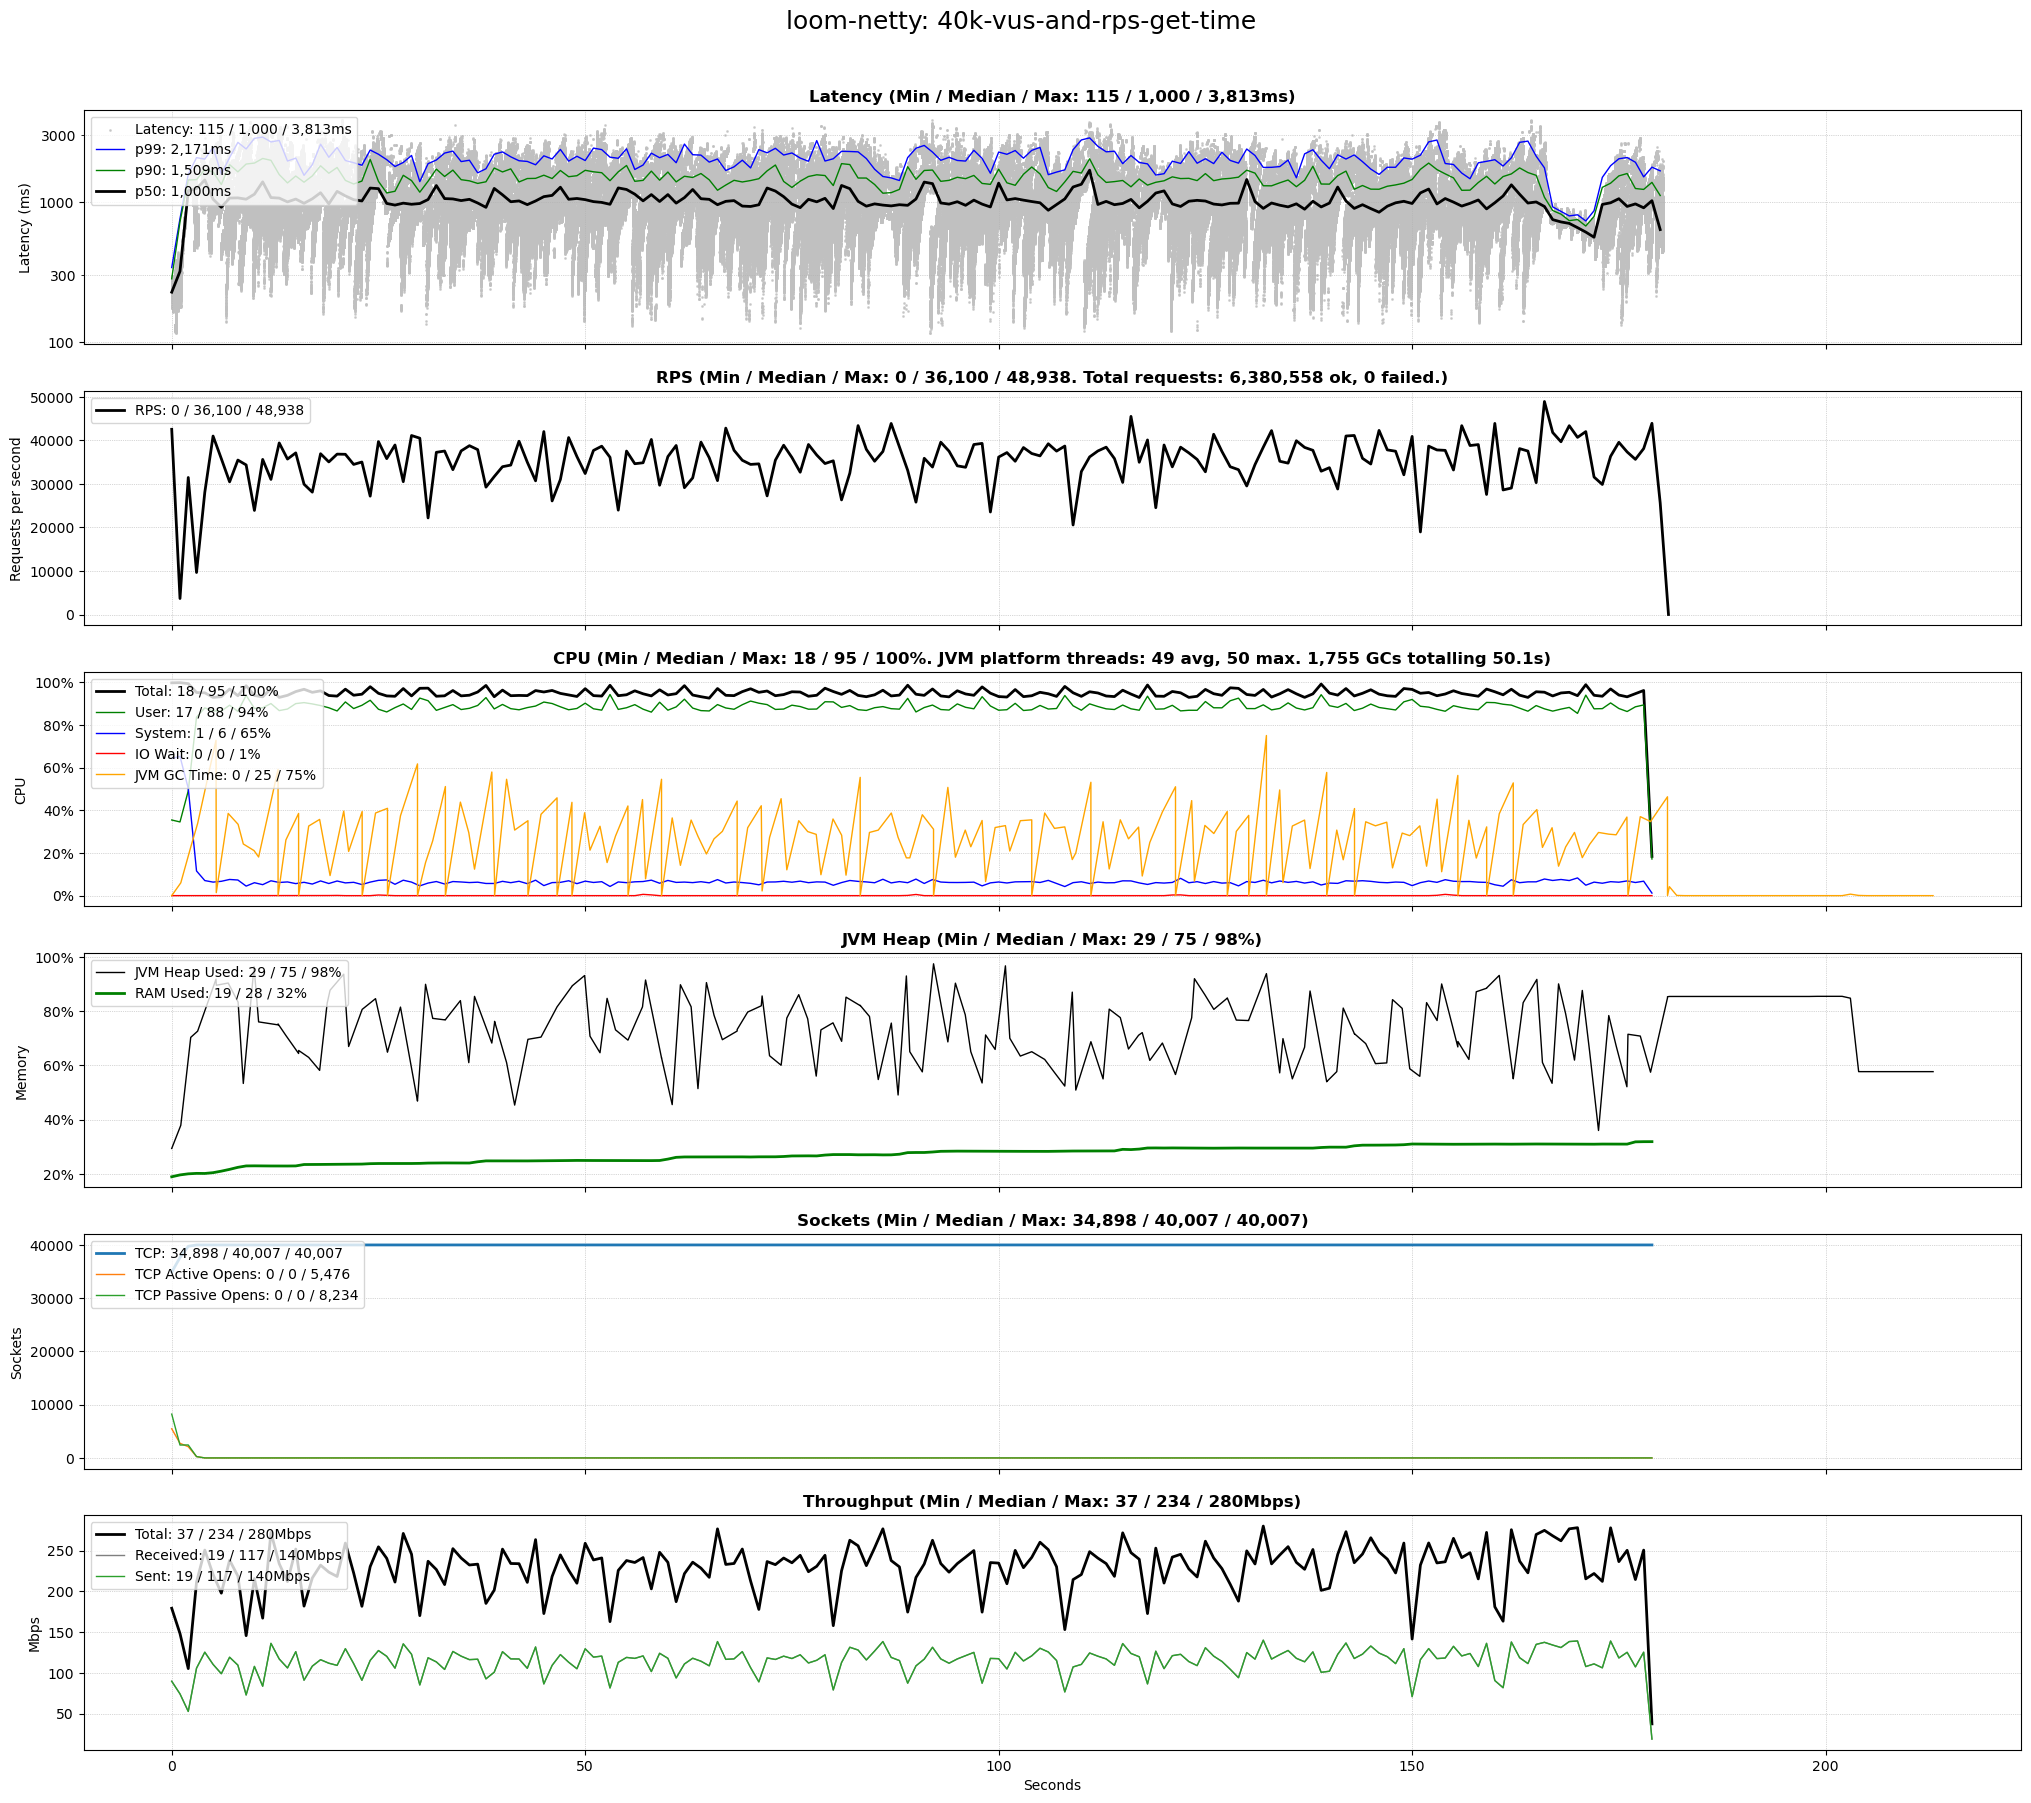 loom-netty: 40k-vus-and-rps-get-time
Latency (Min / Median / Max: 115 / 1,000 / 3,813ms)
Latency: 115 / 1,000 / 3,813ms
p99: 2,171ms
p90: 1,509ms
p50: 1,000ms
3000
1000
300
100
Latency (ms)
RPS (Min / Median / Max: 0 / 36,100 / 48,938. Total requests: 6,380,558 ok, 0 failed.)
RPS: 0 / 36,100 / 48,938
50000
40000
30000
20000
10000
0
Requests per second
CPU (Min / Median / Max: 18 / 95 / 100%. JVM platform threads: 49 avg, 50 max. 1,755 GCs totalling 50.1s)
Total: 18 / 95 / 100%
User: 17 / 88 / 94%
System: 1 / 6 / 65%
IO Wait: 0 / 0 / 1%
JVM GC Time: 0 / 25 / 75%
100%
80%
60%
40%
20%
0%
CPU
JVM Heap (Min / Median / Max: 29 / 75 / 98%)
JVM Heap Used: 29 / 75 / 98%
RAM Used: 19 / 28 / 32%
100%
80%
60%
40%
20%
Memory
Sockets (Min / Median / Max: 34,898 / 40,007 / 40,007)
TCP: 34,898 / 40,007 / 40,007
TCP Active Opens: 0 / 0 / 5,476
TCP Passive Opens: 0 / 0 / 8,234
40000
30000
20000
10000
0
Sockets
Throughput (Min / Median / Max: 37 / 234 / 280Mbps)
Total: 37 / 234 / 280Mbps
Received: 19 / 117 / 140Mbps
Sent: 19 / 117 / 140Mbps
250
200
150
100
50
Mbps
0
50
100
150
200
Seconds